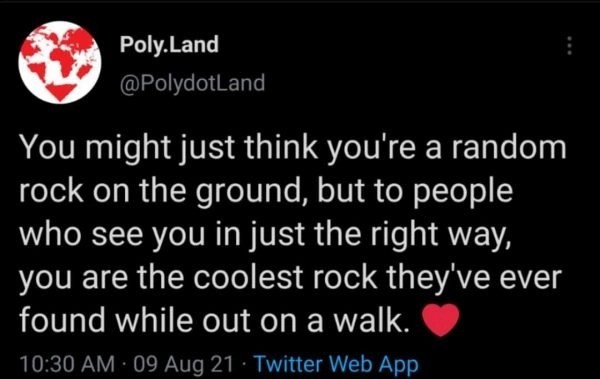 Poly.Land
@PolydotLand
You might just think you're a random
rock on the ground, but to people
who see you in just the right way,
you are the coolest rock they've ever
found while out on a walk. ❤️
10:30 AM · 09 Aug 21 · Twitter Web App